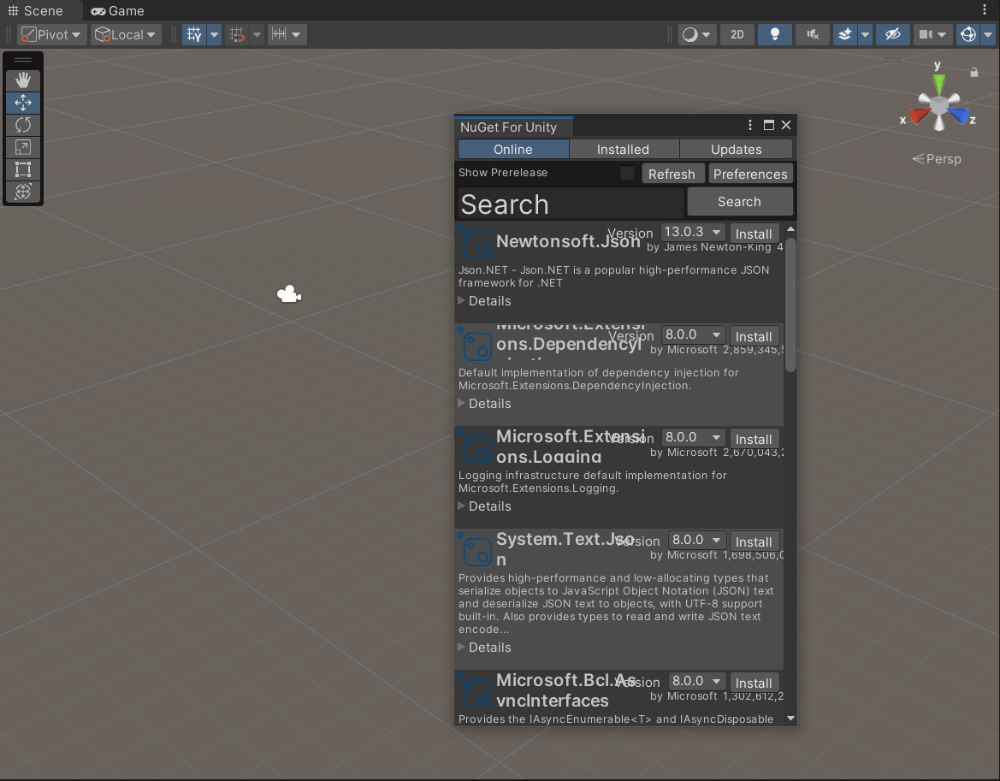 Scene
Game
Pivot
Local
Y
2D
y
x
z
Persp
NuGet For Unity
Online
Installed
Updates
Show Prerelease
Refresh
Preferences
Search
Search
Newtonsoft.Json
Version 13.0.3 Install
by James Newton-King 4
Json.NET - Json.NET is a popular high-performance JSON
framework for .NET
Details
Microsoft.Extensi
ons.DependencyI
Version 8.0.0 Install
by Microsoft 2,859,345,5
Default implementation of dependency injection for
Microsoft.Extensions.DependencyInjection.
Details
Microsoft.Extensi
ons.Logging
Version 8.0.0 Install
by Microsoft 2,670,043,2
Logging infrastructure default implementation for
Microsoft.Extensions.Logging.
Details
System.Text.Jso
n
Version 8.0.0 Install
by Microsoft 1,698,506,0
Provides high-performance and low-allocating types that
serialize objects to JavaScript Object Notation (JSON) text
and deserialize JSON text to objects, with UTF-8 support
built-in. Also provides types to read and write JSON text
encode...
Details
Microsoft.Bcl.As
yncInterfaces
Version 8.0.0 Install
by Microsoft 1,302,612,2
Provides the IAsyncEnumerable<T> and IAsyncDisposable